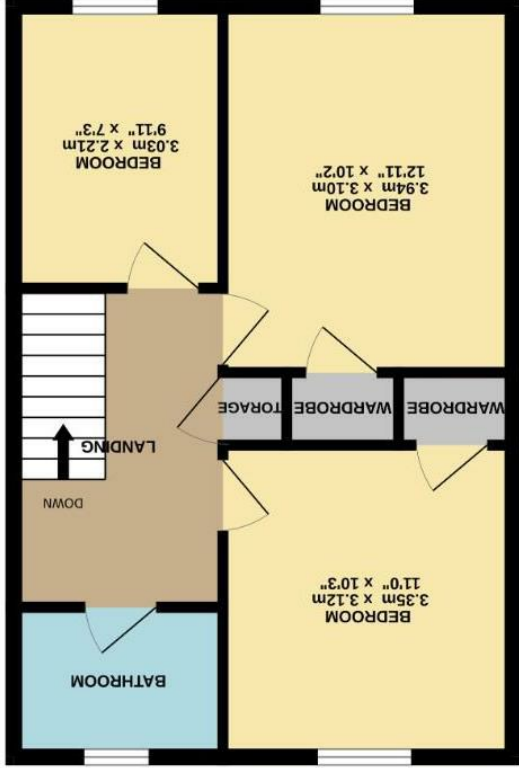 BATHROOM
BEDROOM
3.35m x 3.12m
11'0" x 10'3"
DOWN
LANDING
WARDROBE
WARDROBE
TORAGE
BEDROOM
3.94m x 3.10m
12'11" x 10'2"
BEDROOM
3.03m x 2.21m
9'11" x 7'3"